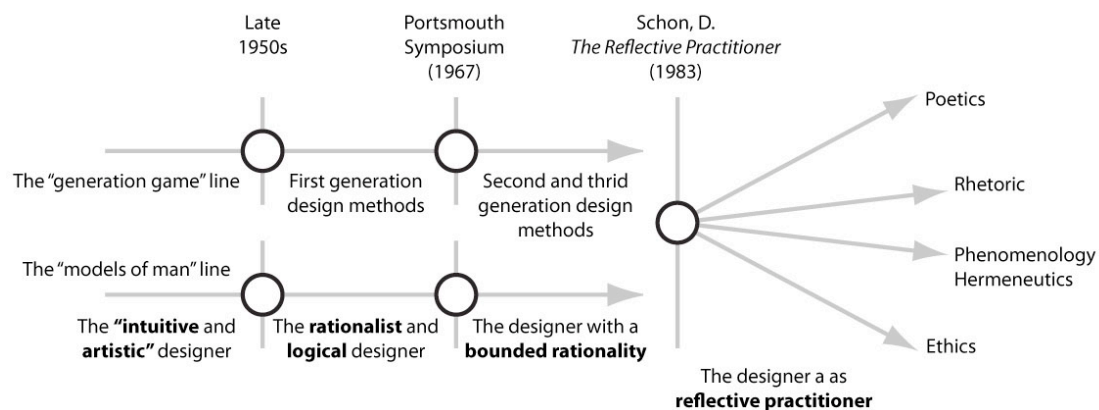 Late
1950s
Portsmouth
Symposium
(1967)
Schon, D.
The Reflective Practitioner
(1983)
Poetics
The "generation game" line
First generation
design methods
Second and thrid
generation design
methods
Rhetoric
The "models of man" line
Phenomenology
Hermeneutics
The "intuitive and
artistic" designer
The rationalist and
logical designer
The designer with a
bounded rationality
Ethics
The designer a as
reflective practitioner